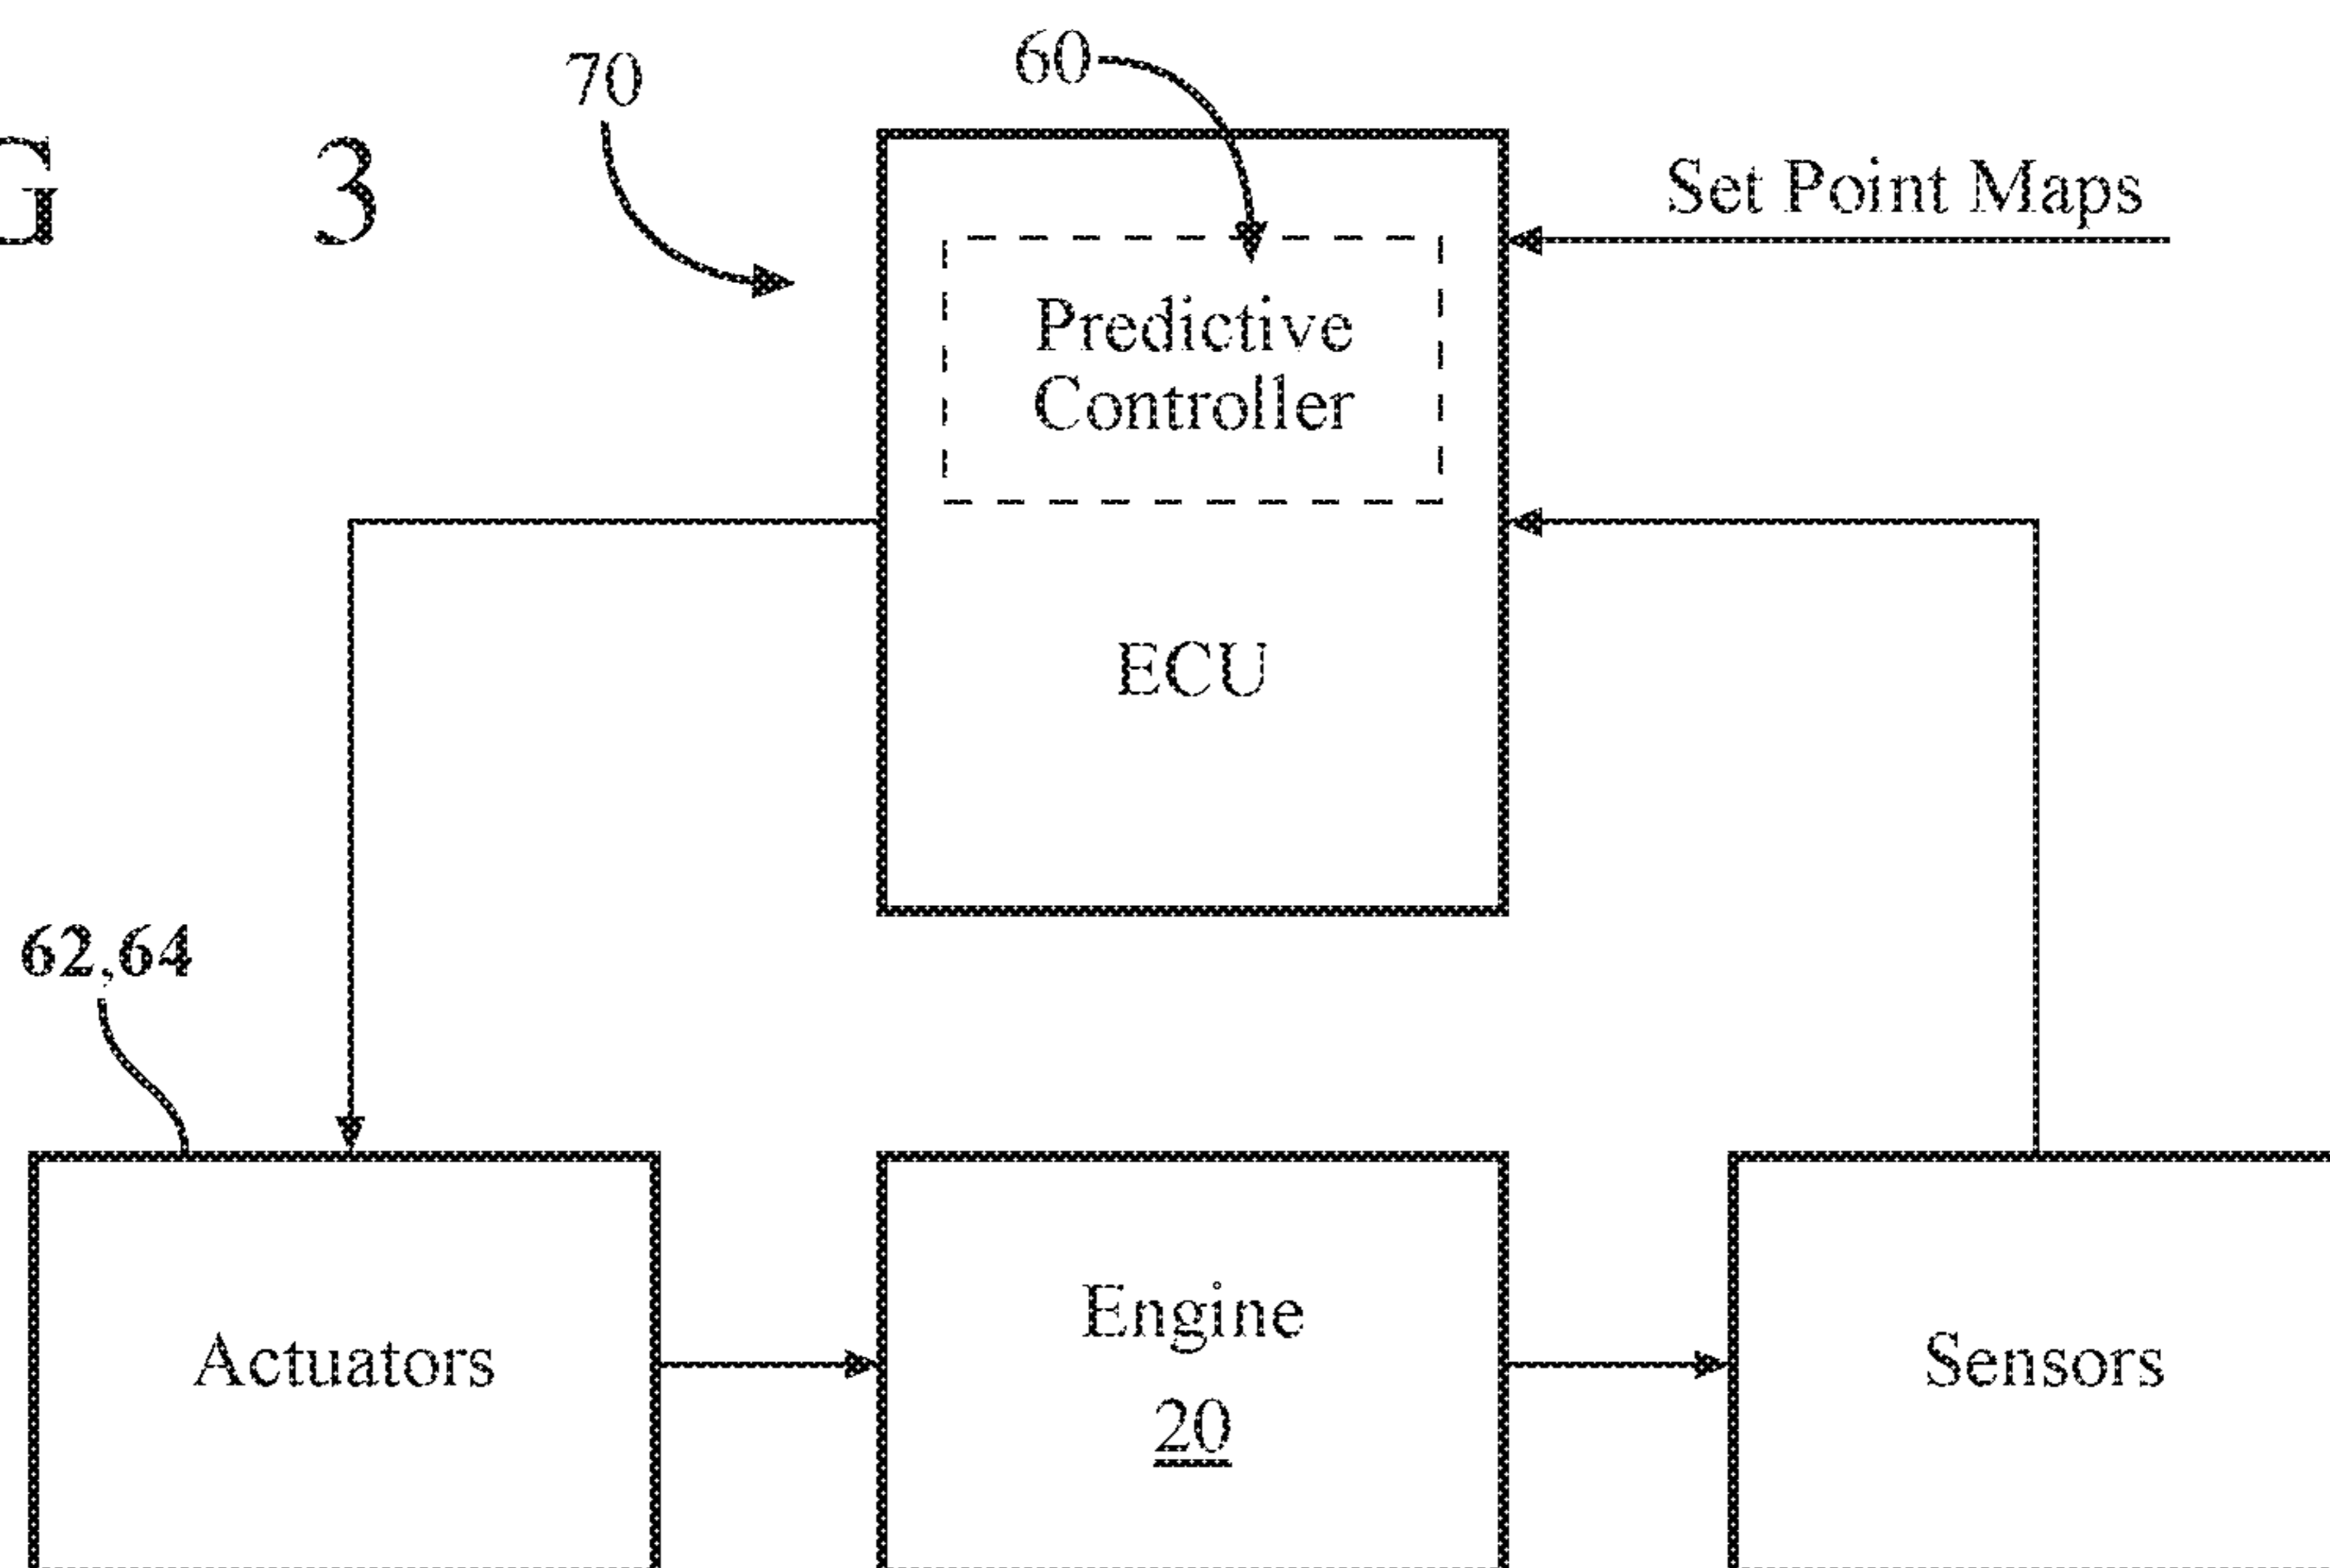 G 3
70
60
Set Point Maps
Predictive
Controller
ECU
62,64
Actuators
Engine
20
Sensors